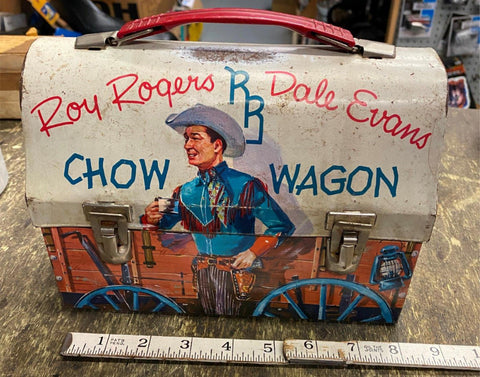 Roy Rogers RR Dale Evans
CHOW WAGON
1 2 3 4 5 6 7 8 9